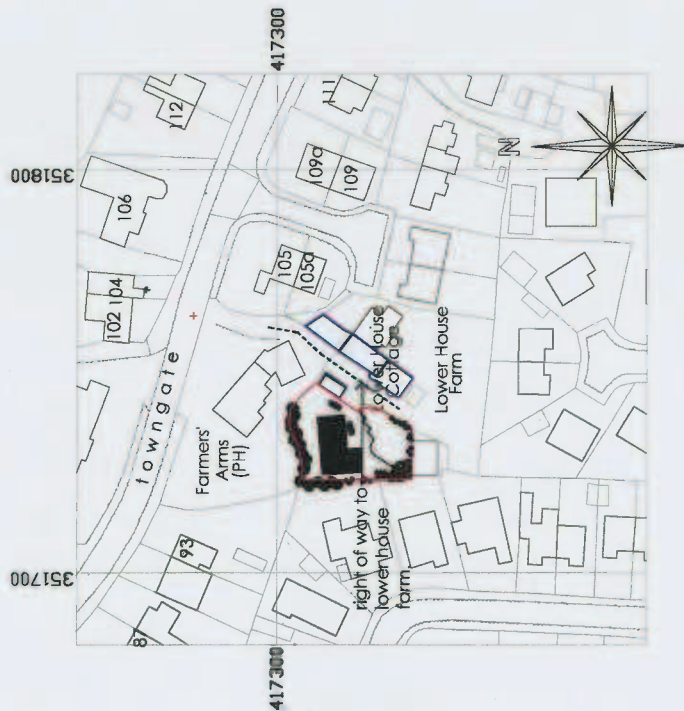 417300
351800
112
111
106
109a
109
N
102 104
105
105a
towngate
Farmers'
Arms
(PH)
Lower House
Cottage
Lower House
Farm
93
right of way to
lowerhouse
farm
351700
417300